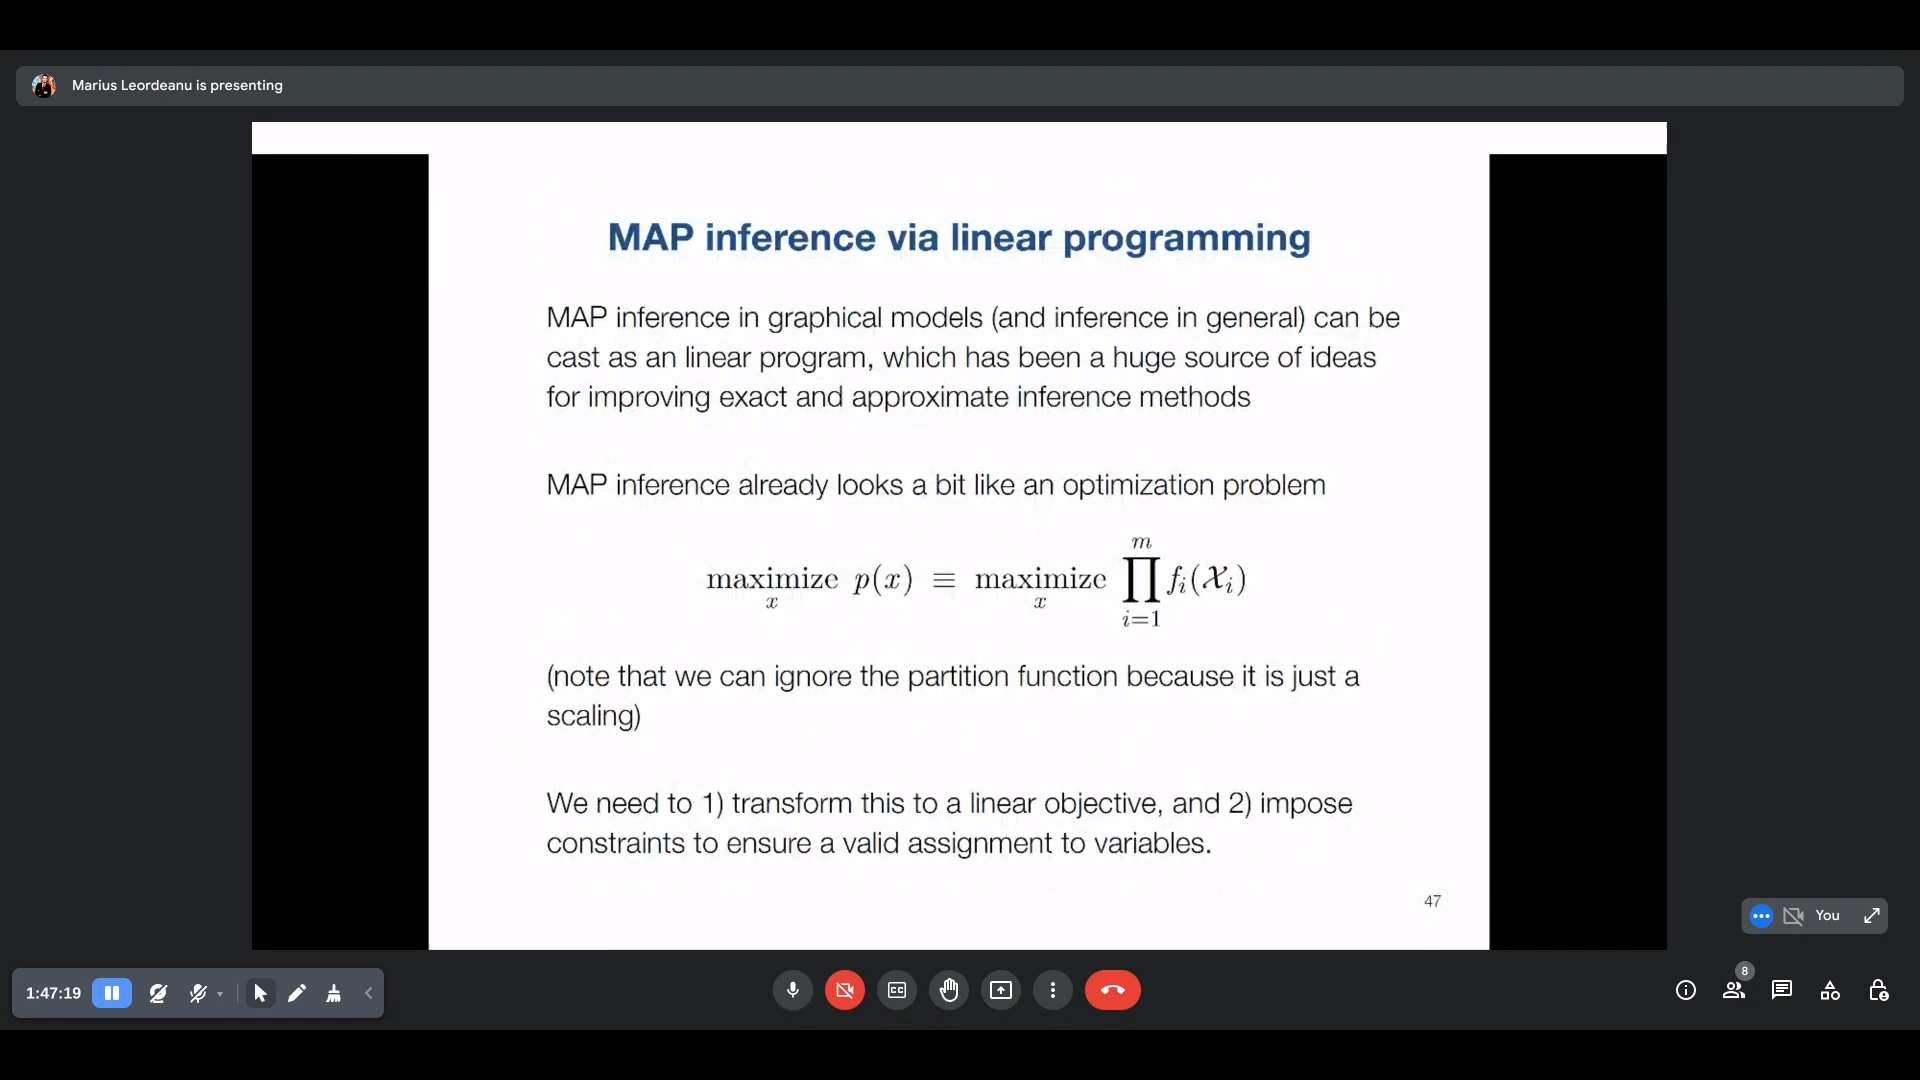 Marius Leordeanu is presenting
MAP inference via linear programming
MAP inference in graphical models (and inference in general) can be
cast as an linear program, which has been a huge source of ideas
for improving exact and approximate inference methods
MAP inference already looks a bit like an optimization problem
maximize_x p(x) ≡ maximize_x ∏_{i=1}^{m} f_i(𝒳_i)
(note that we can ignore the partition function because it is just a
scaling)
We need to 1) transform this to a linear objective, and 2) impose
constraints to ensure a valid assignment to variables.
47
You
1:47:19
CC
8